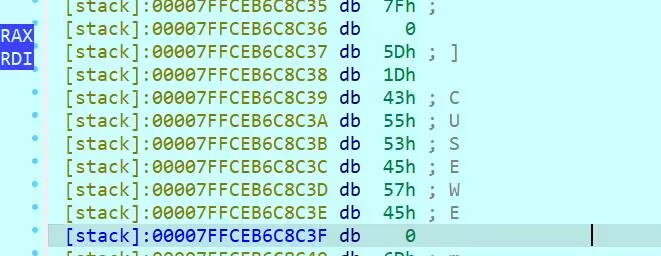 [stack]:00007FFCEB6C8C35 db 7Fh ;
[stack]:00007FFCEB6C8C36 db 0
RAX [stack]:00007FFCEB6C8C37 db 5Dh ; ]
RDI [stack]:00007FFCEB6C8C38 db 1Dh
[stack]:00007FFCEB6C8C39 db 43h ; C
[stack]:00007FFCEB6C8C3A db 55h ; U
[stack]:00007FFCEB6C8C3B db 53h ; S
[stack]:00007FFCEB6C8C3C db 45h ; E
[stack]:00007FFCEB6C8C3D db 57h ; W
[stack]:00007FFCEB6C8C3E db 45h ; E
[stack]:00007FFCEB6C8C3F db 0